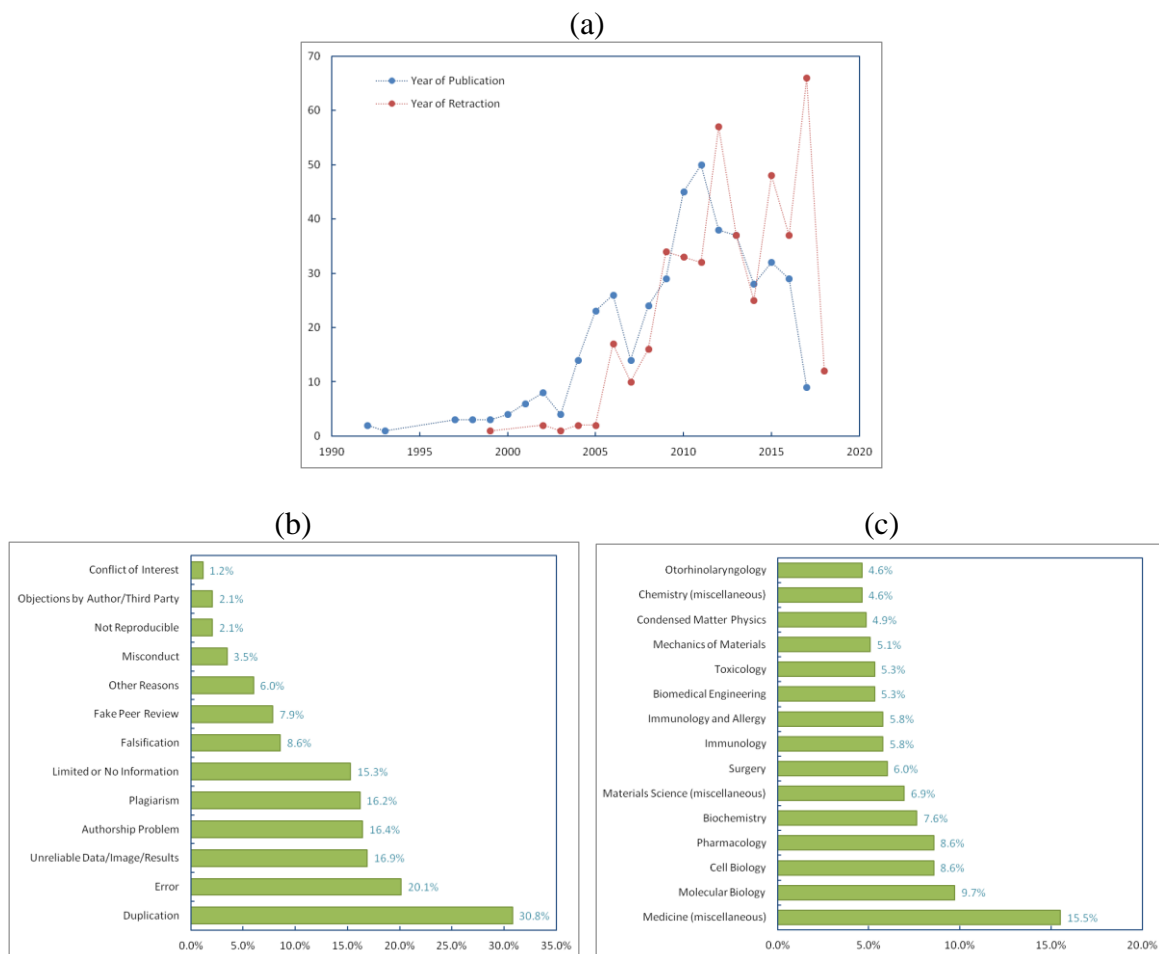 (a)
70
60
50
40
30
20
10
0
Year of Publication
Year of Retraction
1990 1995 2000 2005 2010 2015 2020
(b)
Conflict of Interest 1.2%
Objections by Author/Third Party 2.1%
Not Reproducible 2.1%
Misconduct 3.5%
Other Reasons 6.0%
Fake Peer Review 7.9%
Falsification 8.6%
Limited or No Information 15.3%
Plagiarism 16.2%
Authorship Problem 16.4%
Unreliable Data/Image/Results 16.9%
Error 20.1%
Duplication 30.8%
0.0% 5.0% 10.0% 15.0% 20.0% 25.0% 30.0% 35.0%
(c)
Otorhinolaryngology 4.6%
Chemistry (miscellaneous) 4.6%
Condensed Matter Physics 4.9%
Mechanics of Materials 5.1%
Toxicology 5.3%
Biomedical Engineering 5.3%
Immunology and Allergy 5.8%
Immunology 5.8%
Surgery 6.0%
Materials Science (miscellaneous) 6.9%
Biochemistry 7.6%
Pharmacology 8.6%
Cell Biology 8.6%
Molecular Biology 9.7%
Medicine (miscellaneous) 15.5%
0.0% 5.0% 10.0% 15.0% 20.0%